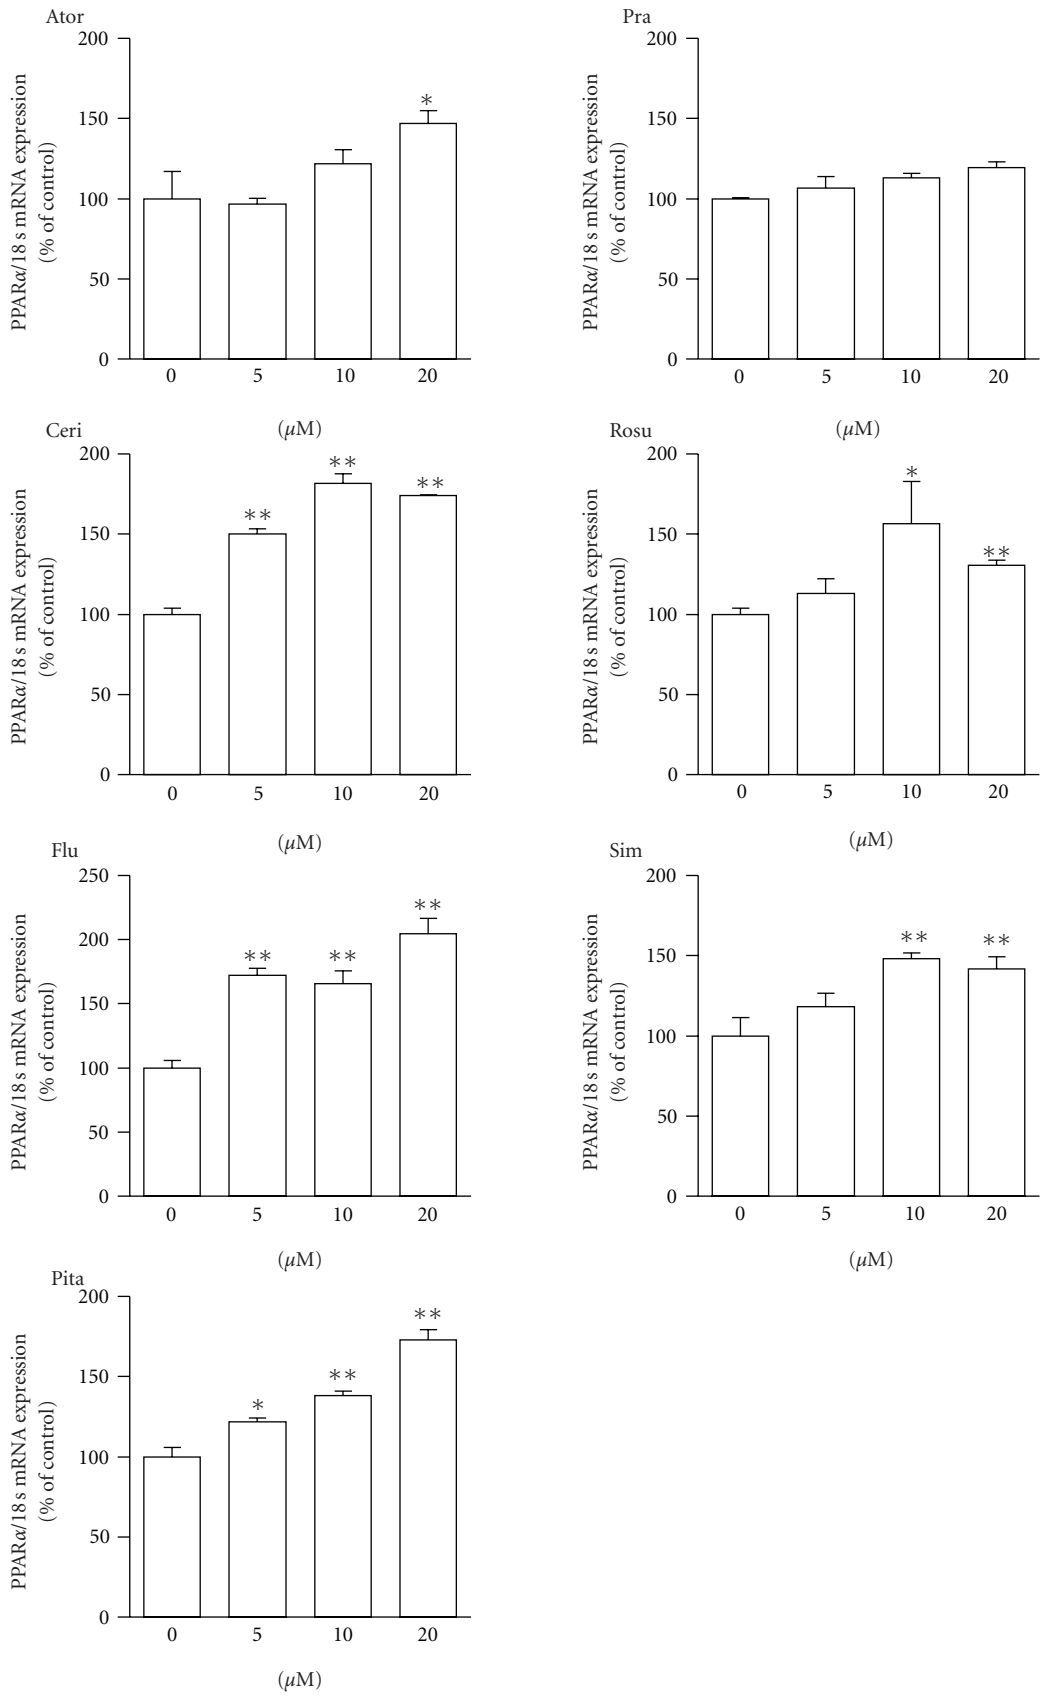 Ator
200
150
100
50
0
PPARα/18 s mRNA expression
(% of control)
*
0 5 10 20
(µM)
Pra
200
150
100
50
0
PPARα/18 s mRNA expression
(% of control)
0 5 10 20
(µM)
Ceri
200
150
100
50
0
PPARα/18 s mRNA expression
(% of control)
** ** **
0 5 10 20
(µM)
Rosu
200
150
100
50
0
PPARα/18 s mRNA expression
(% of control)
* **
0 5 10 20
(µM)
Flu
250
200
150
100
50
0
PPARα/18 s mRNA expression
(% of control)
** ** **
0 5 10 20
(µM)
Sim
200
150
100
50
0
PPARα/18 s mRNA expression
(% of control)
** **
0 5 10 20
(µM)
Pita
200
150
100
50
0
PPARα/18 s mRNA expression
(% of control)
* ** **
0 5 10 20
(µM)